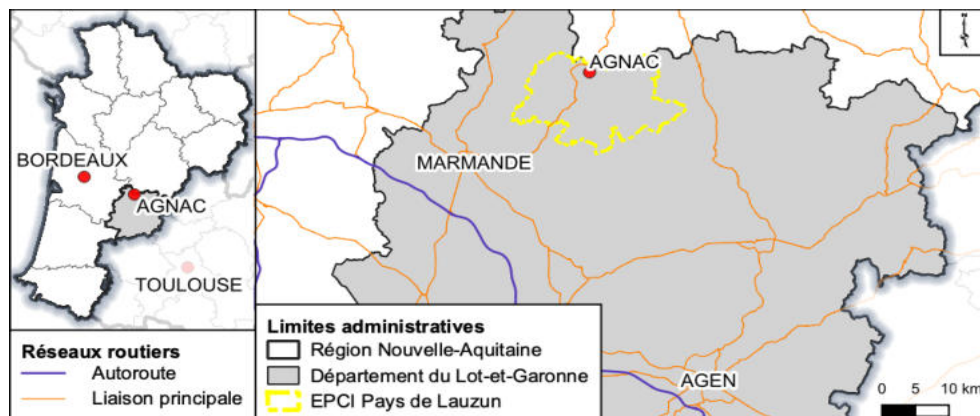 BORDEAUX
AGNAC
TOULOUSE
Réseaux routiers
Autoroute
Liaison principale
AGNAC
MARMANDE
AGEN
Limites administratives
Région Nouvelle-Aquitaine
Département du Lot-et-Garonne
EPCI Pays de Lauzun
0 5 10 km